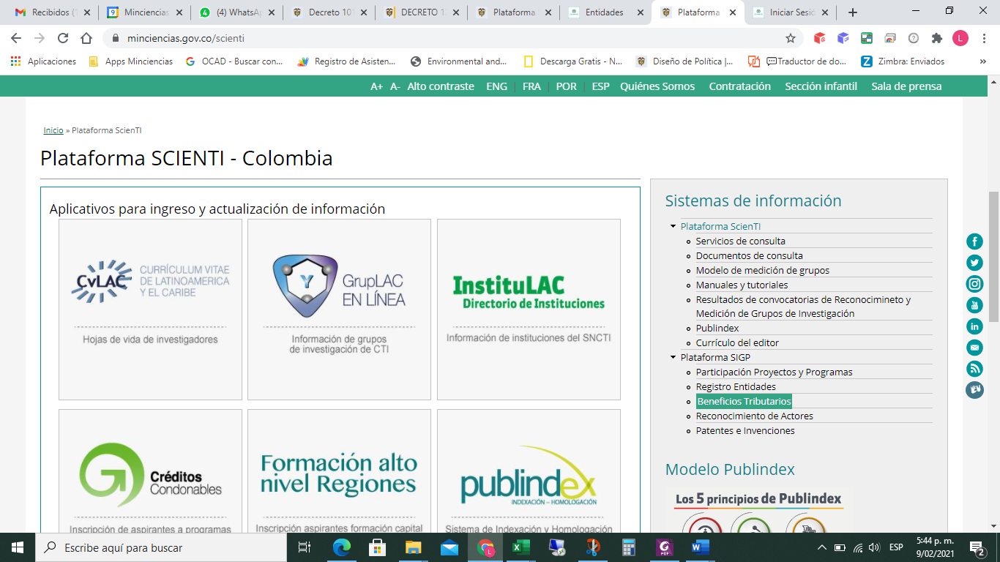 Recibidos (1
Minciencias
(4) WhatsAp
Decreto 101
DECRETO 1
Plataforma
Entidades
Plataforma
Iniciar Sesió
minciencias.gov.co/scienti
L
Aplicaciones
Apps Minciencias
OCAD - Buscar con...
Registro de Asisten...
Environmental and...
Descarga Gratis - N...
Diseño de Política |...
Traductor de do...
Zimbra: Enviados
»
A+ A- Alto contraste ENG | FRA | POR | ESP Quiénes Somos Contratación Sección infantil Sala de prensa
Inicio » Plataforma ScienTI
Plataforma SCIENTI - Colombia
Aplicativos para ingreso y actualización de información
CvLAC
CURRÍCULUM VITAE
DE LATINOAMERICA
Y EL CARIBE
Hojas de vida de investigadores
GrupLAC
EN LÍNEA
Información de grupos
de investigación de CTI
InstituLAC
Directorio de Instituciones
Información de instituciones del SNCTI
Créditos
Condonables
Inscripción de aspirantes a programas
Formación alto
nivel Regiones
Inscripción aspirantes formación capital
publindex
INDEXACIÓN – HOMOLOGACIÓN
Sistema de Indexación y Homologación
Sistemas de información
Plataforma ScienTI
Servicios de consulta
Documentos de consulta
Modelo de medición de grupos
Manuales y tutoriales
Resultados de convocatorias de Reconocimineto y
Medición de Grupos de Investigación
Publindex
Currículo del editor
Plataforma SIGP
Participación Proyectos y Programas
Registro Entidades
Beneficios Tributarios
Reconocimiento de Actores
Patentes e Invenciones
Modelo Publindex
Los 5 principios de Publindex
Escribe aquí para buscar
ESP
5:44 p. m.
9/02/2021
2